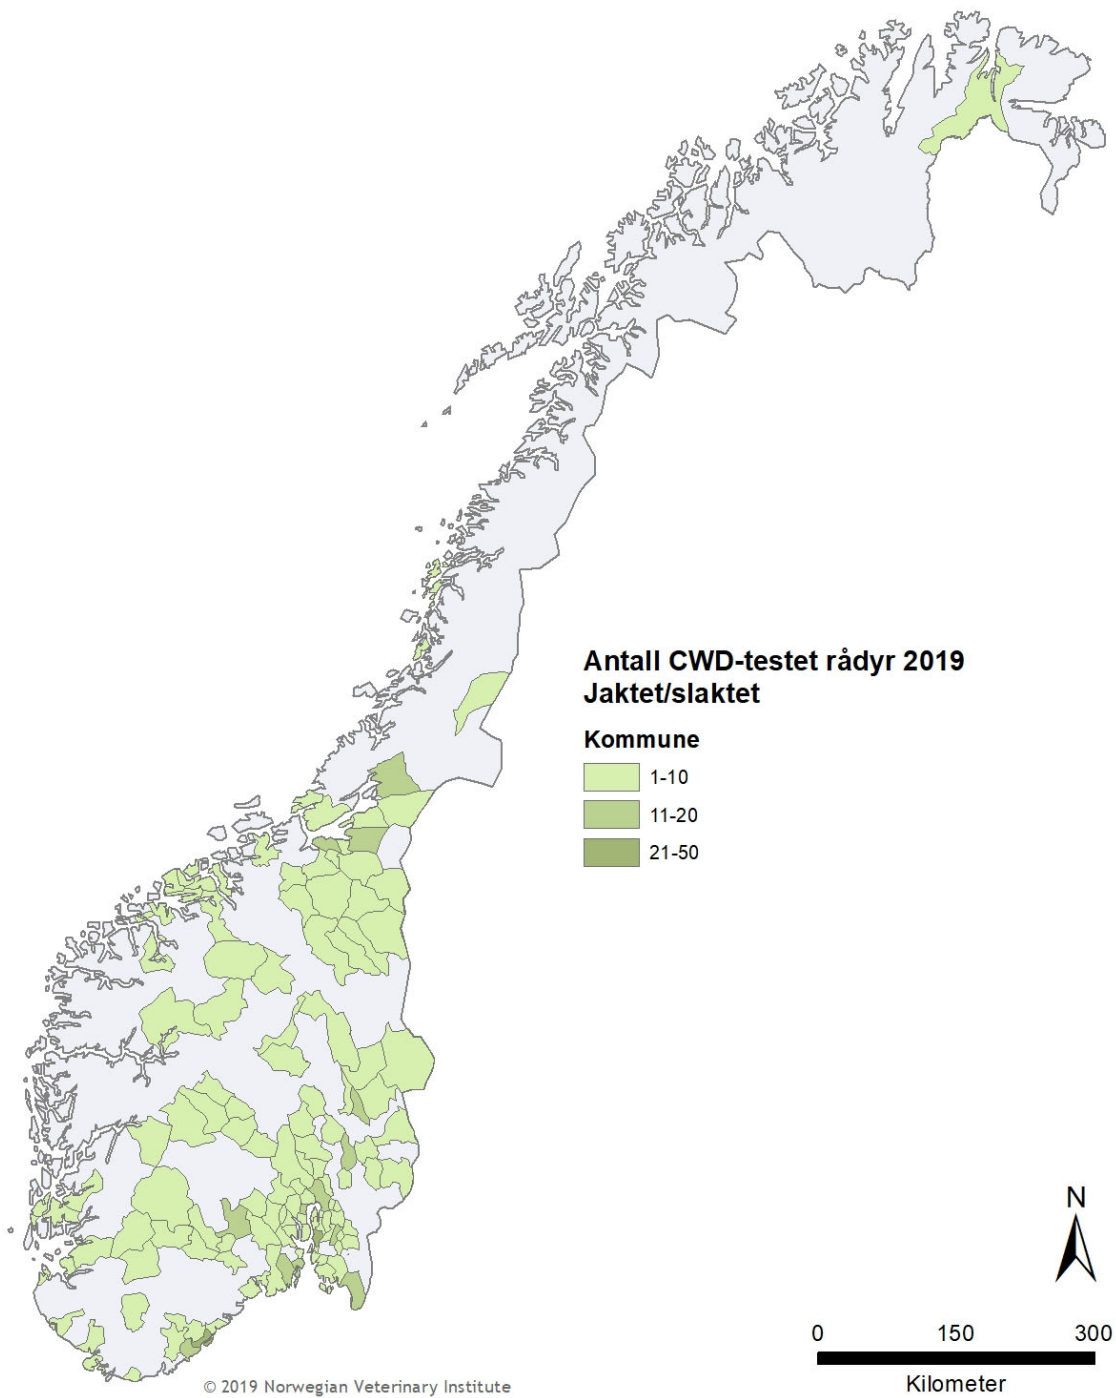 Antall CWD-testet rådyr 2019
Jaktet/slaktet
Kommune
1-10
11-20
21-50
N
0 150 300
Kilometer
© 2019 Norwegian Veterinary Institute